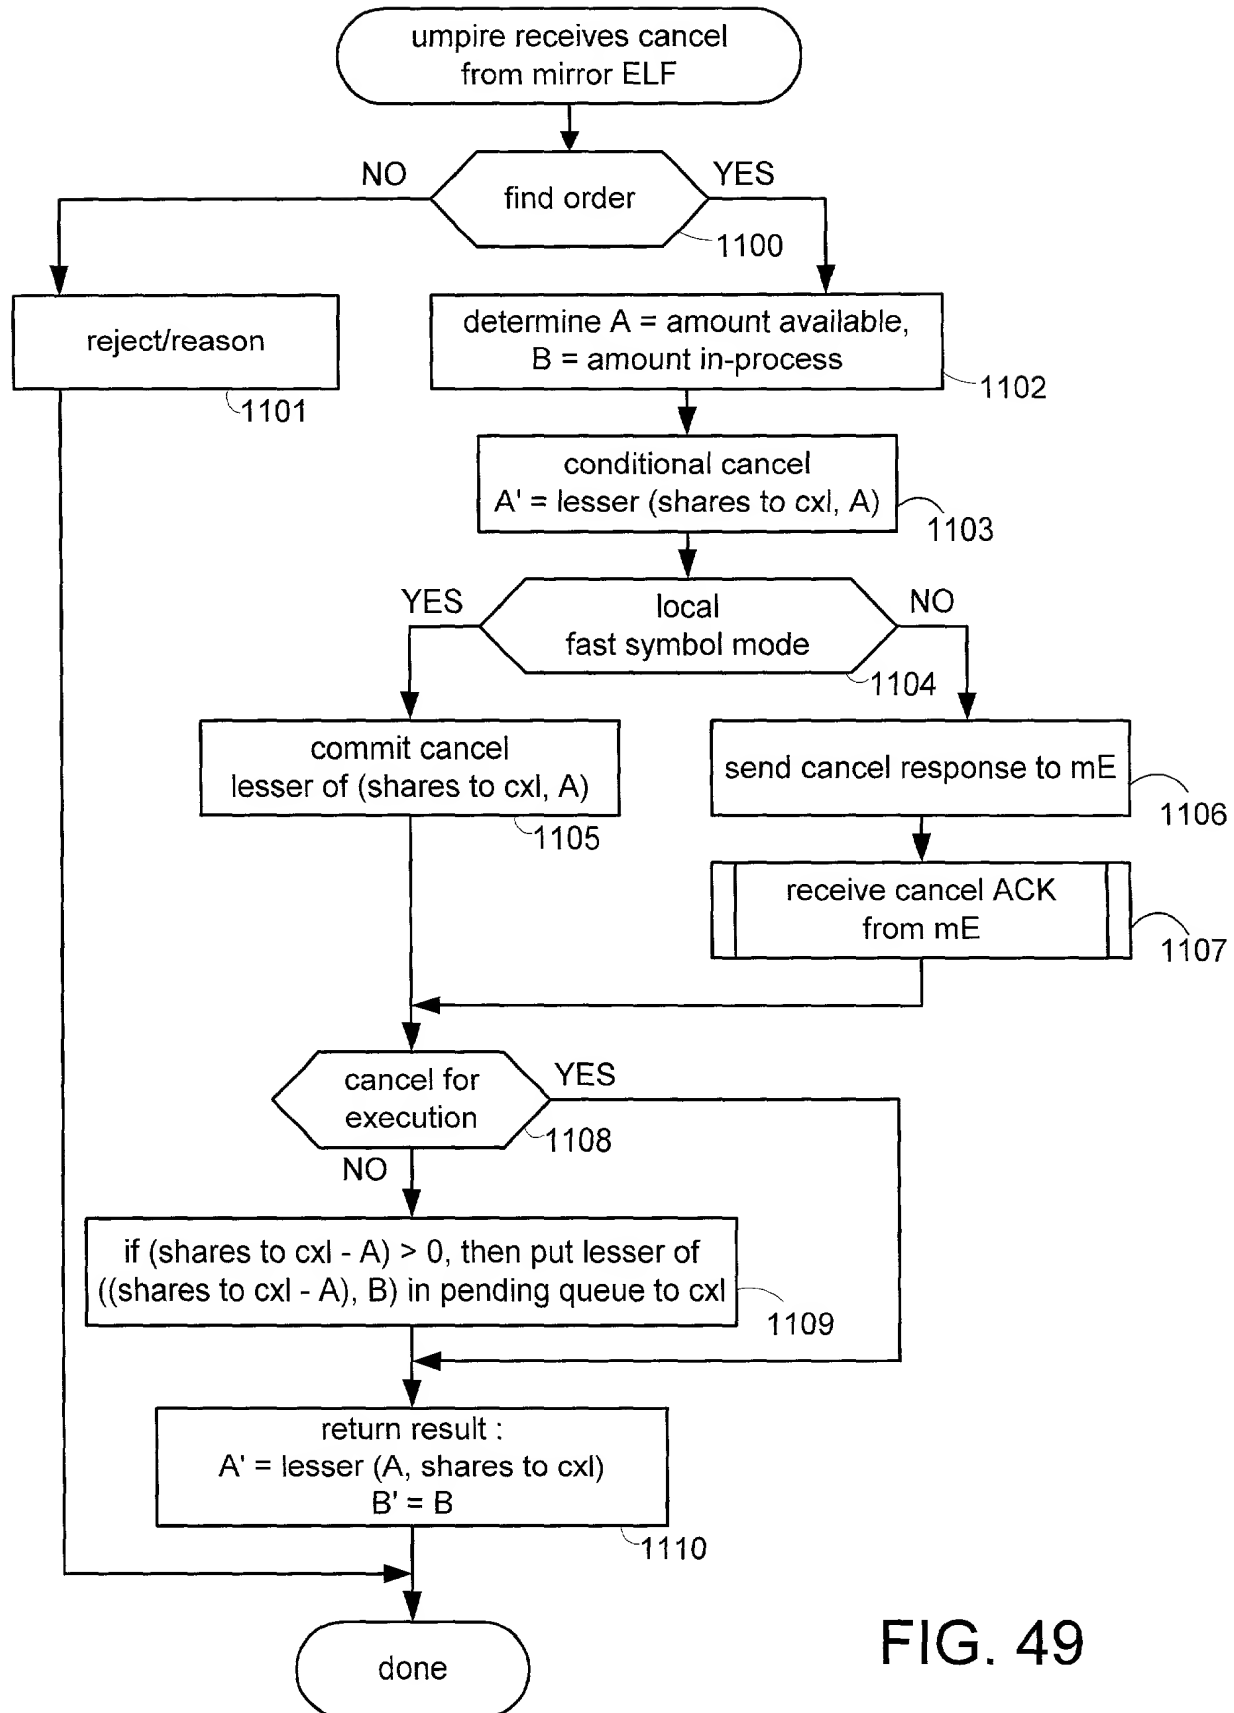 umpire receives cancel
from mirror ELF
NO
YES
find order
1100
reject/reason
1101
determine A = amount available,
B = amount in-process
1102
conditional cancel
A' = lesser (shares to cxl, A)
1103
YES
local
fast symbol mode
NO
1104
commit cancel
lesser of (shares to cxl, A)
1105
send cancel response to mE
1106
receive cancel ACK
from mE
1107
cancel for
execution
YES
1108
NO
if (shares to cxl - A) > 0, then put lesser of
((shares to cxl - A), B) in pending queue to cxl
1109
return result :
A' = lesser (A, shares to cxl)
B' = B
1110
done
FIG. 49